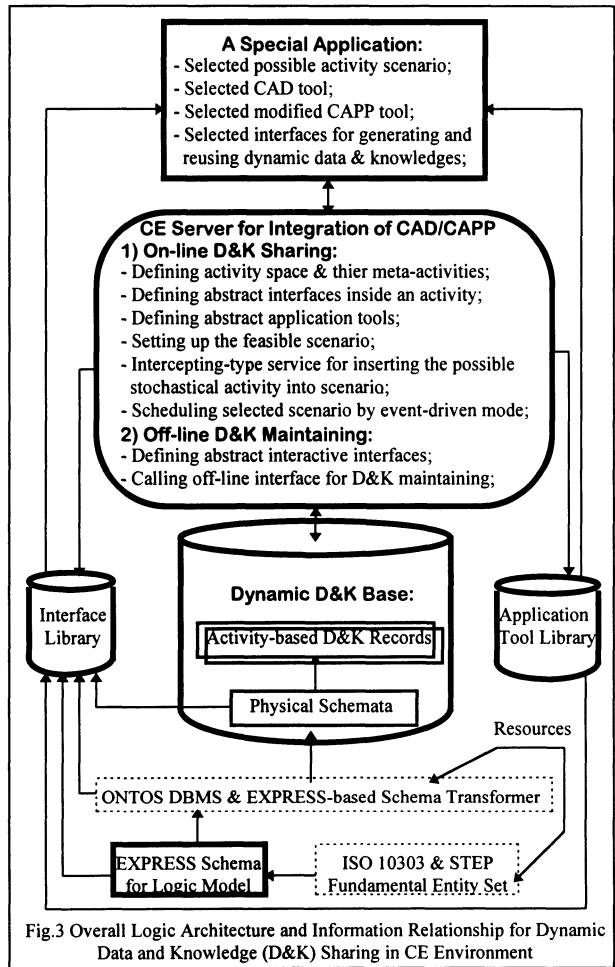 A Special Application:
- Selected possible activity scenario;
- Selected CAD tool;
- Selected modified CAPP tool;
- Selected interfaces for generating and
reusing dynamic data & knowledges;
CE Server for Integration of CAD/CAPP
1) On-line D&K Sharing:
- Defining activity space & thier meta-activities;
- Defining abstract interfaces inside an activity;
- Defining abstract application tools;
- Setting up the feasible scenario;
- Intercepting-type service for inserting the possible
stochastical activity into scenario;
- Scheduling selected scenario by event-driven mode;
2) Off-line D&K Maintaining:
- Defining abstract interactive interfaces;
- Calling off-line interface for D&K maintaining;
Interface
Library
Dynamic D&K Base:
Activity-based D&K Records
Physical Schemata
Application
Tool Library
Resources
ONTOS DBMS & EXPRESS-based Schema Transformer
EXPRESS Schema
for Logic Model
ISO 10303 & STEP
Fundamental Entity Set
Fig.3 Overall Logic Architecture and Information Relationship for Dynamic
Data and Knowledge (D&K) Sharing in CE Environment